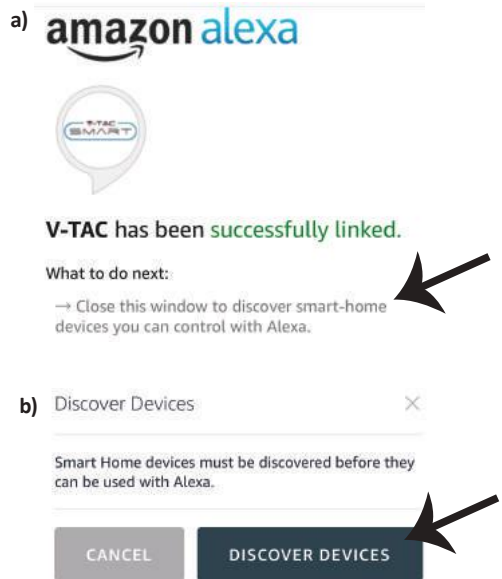 a)
amazon alexa
V-TAC
SMART
V-TAC has been successfully linked.
What to do next:
→ Close this window to discover smart-home
devices you can control with Alexa.
b) Discover Devices
Smart Home devices must be discovered before they
can be used with Alexa.
CANCEL DISCOVER DEVICES